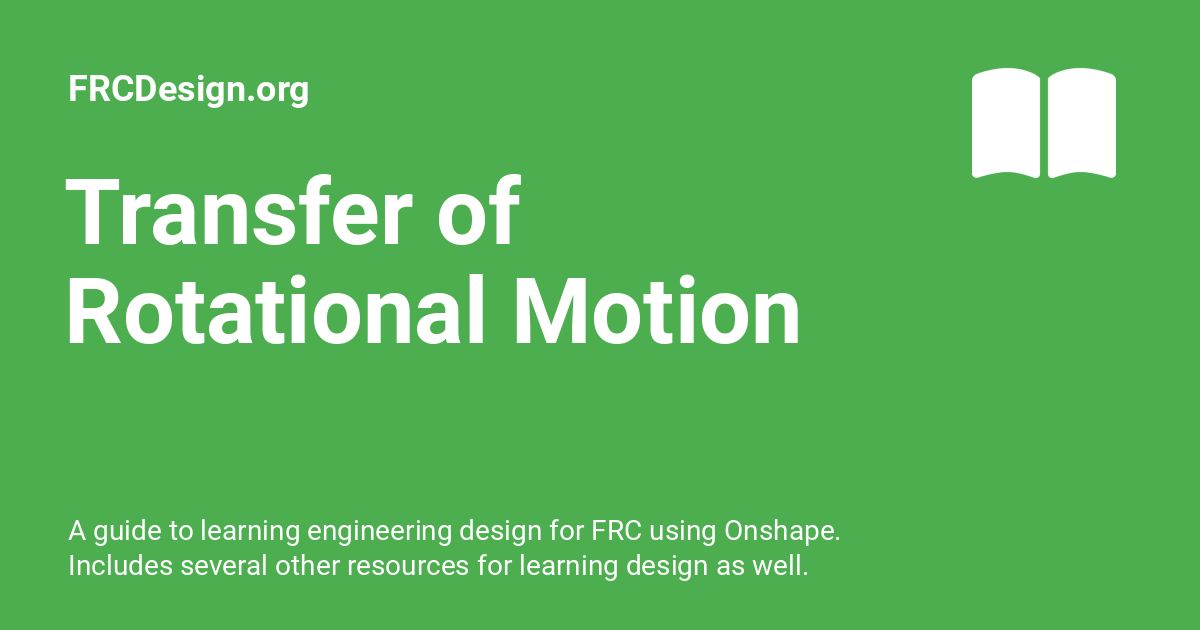 FRCDesign.org
Transfer of
Rotational Motion
A guide to learning engineering design for FRC using Onshape.
Includes several other resources for learning design as well.